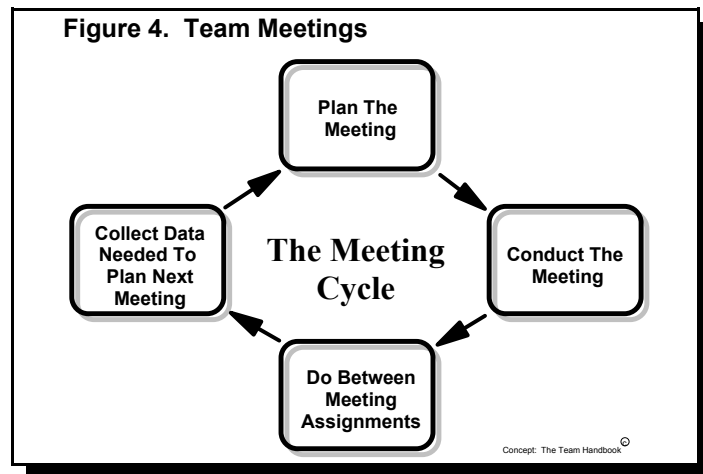 Figure 4. Team Meetings
Plan The
Meeting
Collect Data
Needed To
Plan Next
Meeting
The Meeting
Cycle
Conduct The
Meeting
Do Between
Meeting
Assignments
Concept: The Team Handbook©